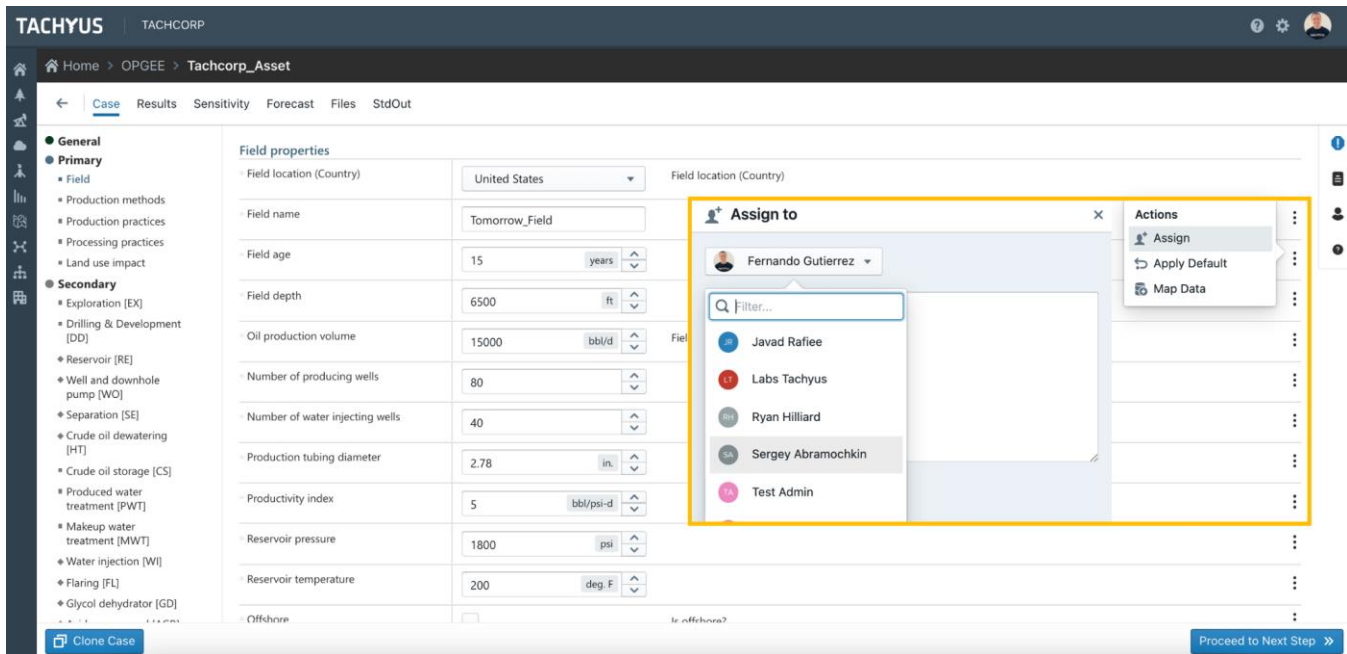 TACHYUS TACHCORP
Home > OPGEE > Tachcorp_Asset
Case Results Sensitivity Forecast Files StdOut
General
Primary
Field
Production methods
Production practices
Processing practices
Land use impact
Secondary
Exploration [EX]
Drilling & Development
[DD]
Reservoir [RE]
Well and downhole
pump [WO]
Separation [SE]
Crude oil dewatering
[HT]
Crude oil storage [CS]
Produced water
treatment [PWT]
Makeup water
treatment [MWT]
Water injection [WI]
Flaring [FL]
Glycol dehydrator [GD]
Field properties
Field location (Country) United States Field location (Country)
Field name Tomorrow_Field
Field age 15 years
Field depth 6500 ft
Oil production volume 15000 bbl/d Fiel
Number of producing wells 80
Number of water injecting wells 40
Production tubing diameter 2.78 in.
Productivity index 5 bbl/psi-d
Reservoir pressure 1800 psi
Reservoir temperature 200 deg. F
Offshore Is offshore?
Assign to
Fernando Gutierrez
Filter...
JR Javad Rafiee
LT Labs Tachyus
RH Ryan Hilliard
SA Sergey Abramochkin
TA Test Admin
Actions
Assign
Apply Default
Map Data
Clone Case
Proceed to Next Step